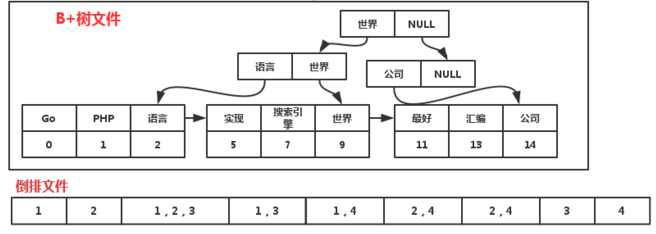 B+树文件
世界 NULL
语言 世界
公司 NULL
Go PHP 语言 实现 搜索引 世界 最好 汇编 公司
擎
0 1 2 5 7 9 11 13 14
倒排文件
1 2 1 , 2 , 3 1 , 3 1 , 4 2 , 4 2 , 4 3 4